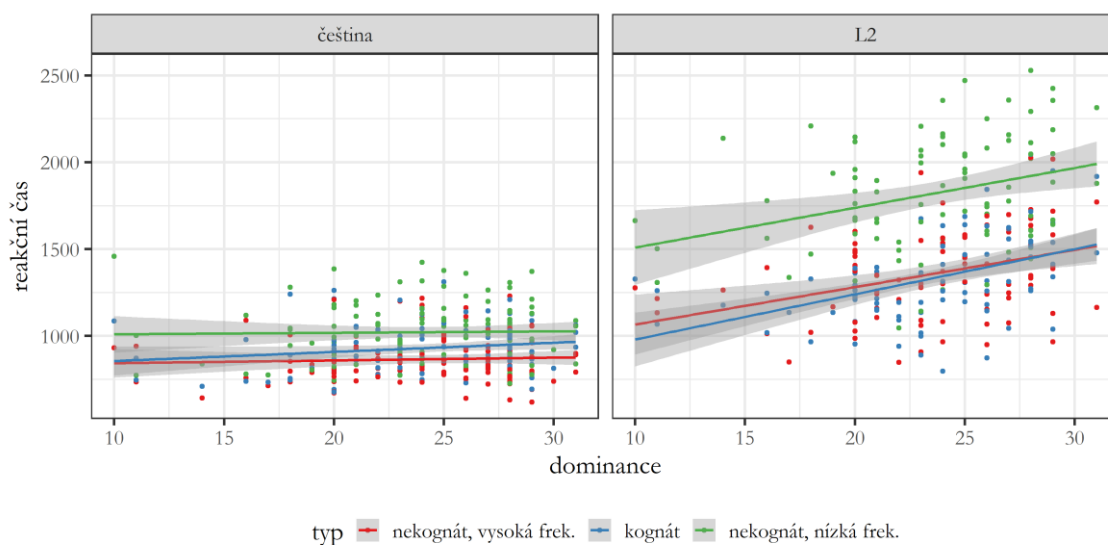 čeština L2
2500
2000
1500
1000
reakční čas
10 15 20 25 30 10 15 20 25 30
dominance
typ nekognát, vysoká frek. kognát nekognát, nízká frek.